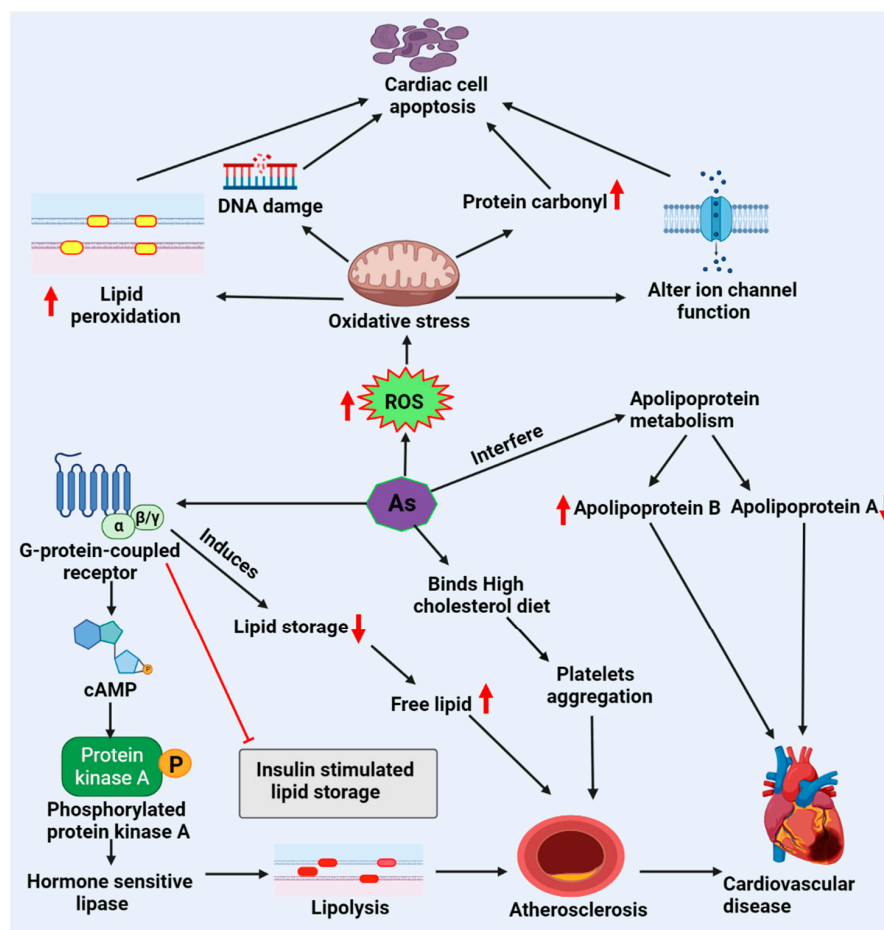 Cardiac cell
apoptosis
DNA damge
Protein carbonyl
Lipid
peroxidation
Oxidative stress
Alter ion channel
function
ROS
Apolipoprotein
metabolism
Interfere
As
α
β/γ
G-protein-coupled
receptor
Apolipoprotein B
Apolipoprotein A
Induces
Binds High
cholesterol diet
Lipid storage
cAMP
P
Platelets
aggregation
Free lipid
Protein
kinase A
P
Insulin stimulated
lipid storage
Phosphorylated
protein kinase A
Hormone sensitive
lipase
Lipolysis
Atherosclerosis
Cardiovascular
disease